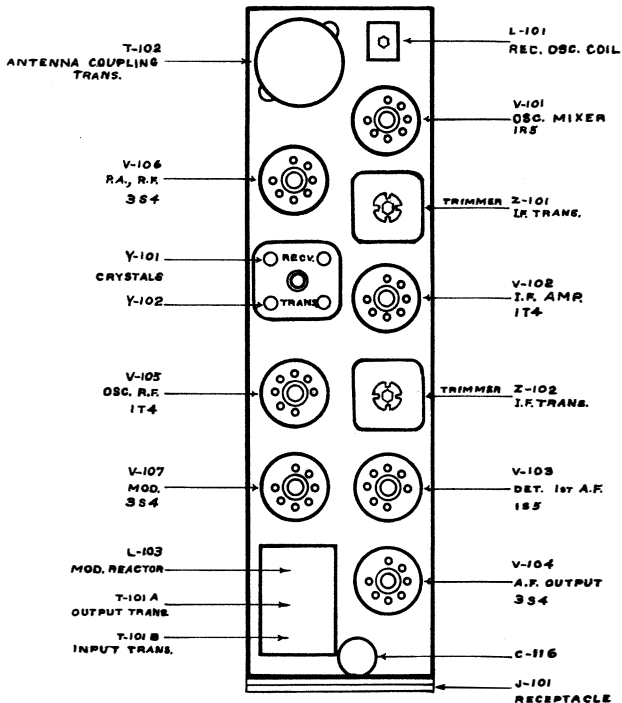 T-102
ANTENNA COUPLING
TRANS.
L-101
REC. OSC. COIL
V-101
OSC. MIXER
1R5
V-106
P.A., R.F.
3S4
TRIMMER
Z-101
I.F. TRANS.
Y-101
CRYSTALS
Y-102
RECV.
TRANS
V-102
I.F. AMP.
1T4
V-105
OSC. R.F.
1T4
TRIMMER
Z-102
I.F. TRANS.
V-107
MOD.
3S4
V-103
DET. 1ST A.F.
1S5
L-103
MOD. REACTOR
T-101 A
OUTPUT TRANS.
T-101 B
INPUT TRANS.
V-104
A.F. OUTPUT
3S4
C-116
J-101
RECEPTACLE